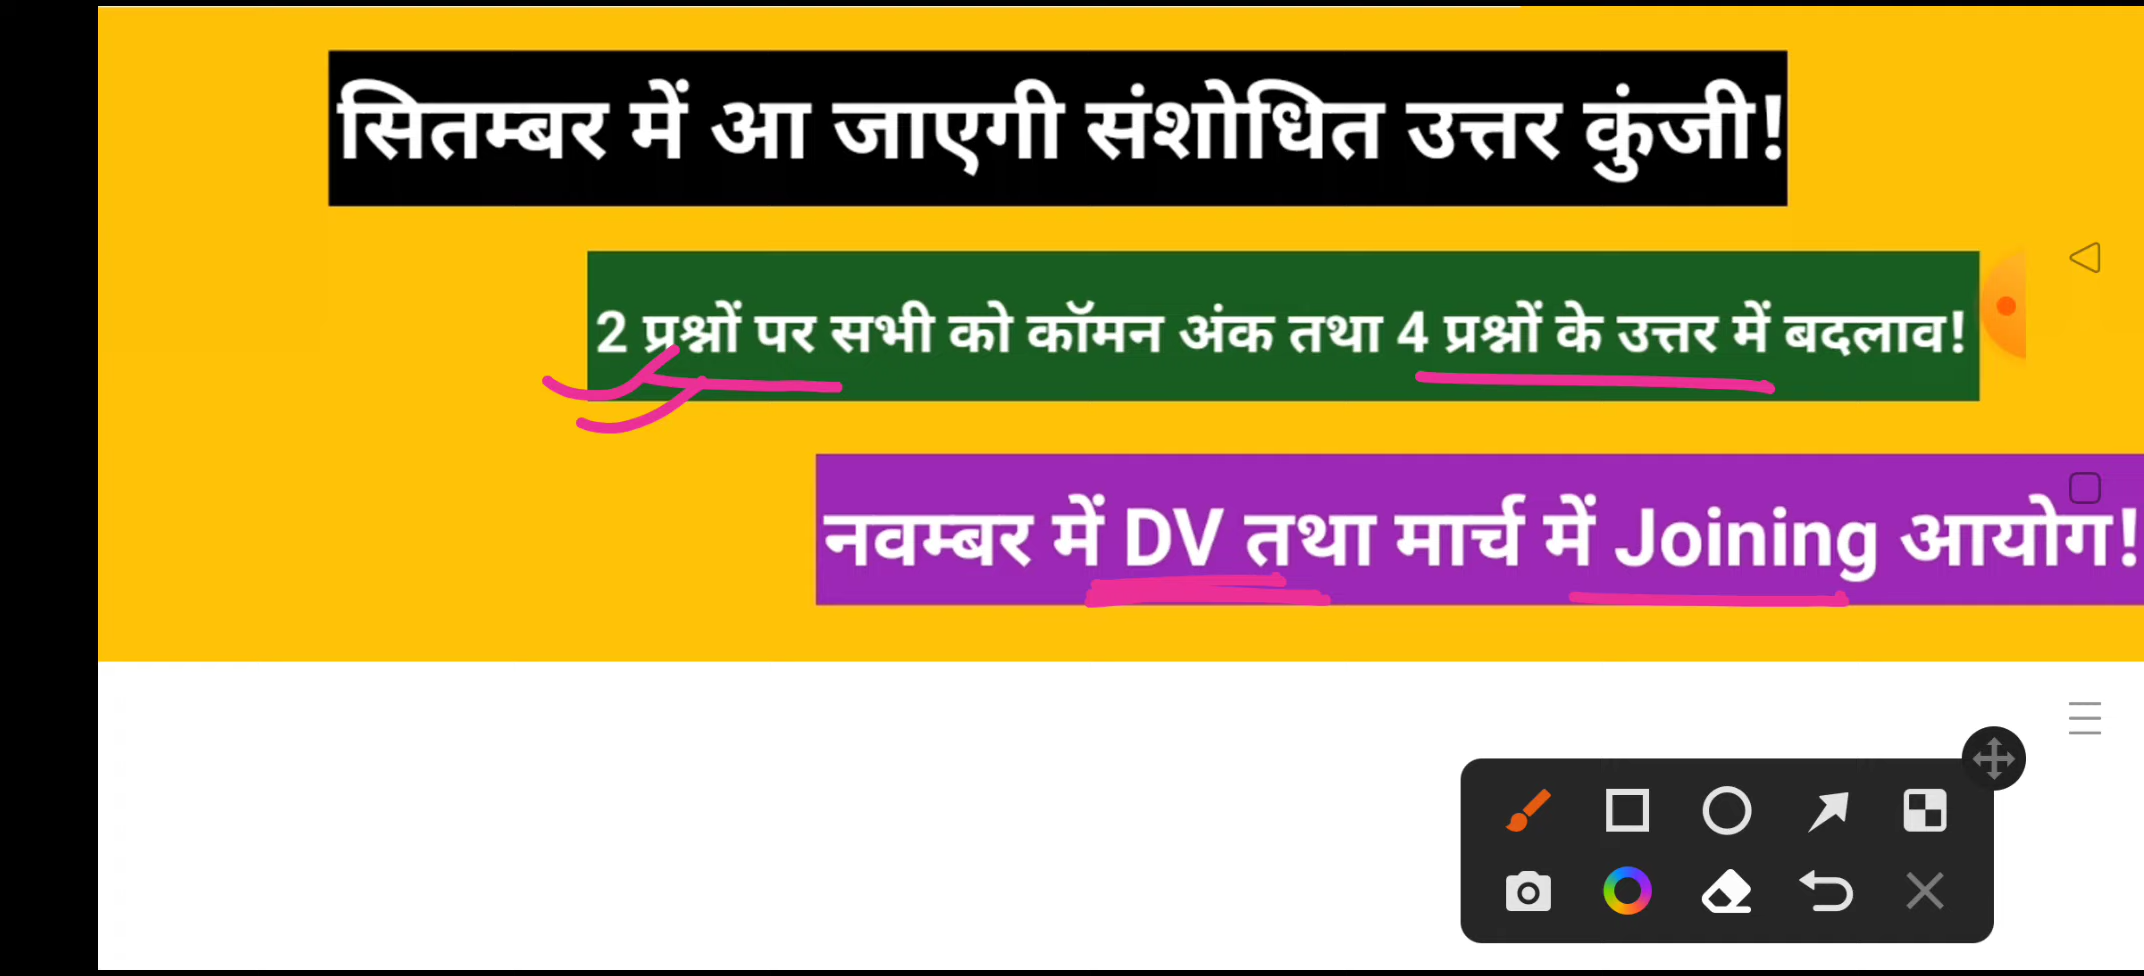 सितम्बर में आ जाएगी संशोधित उत्तर कुंजी!
2 प्रश्नों पर सभी को कॉमन अंक तथा 4 प्रश्नों के उत्तर में बदलाव!
नवम्बर में DV तथा मार्च में Joining आयोग!